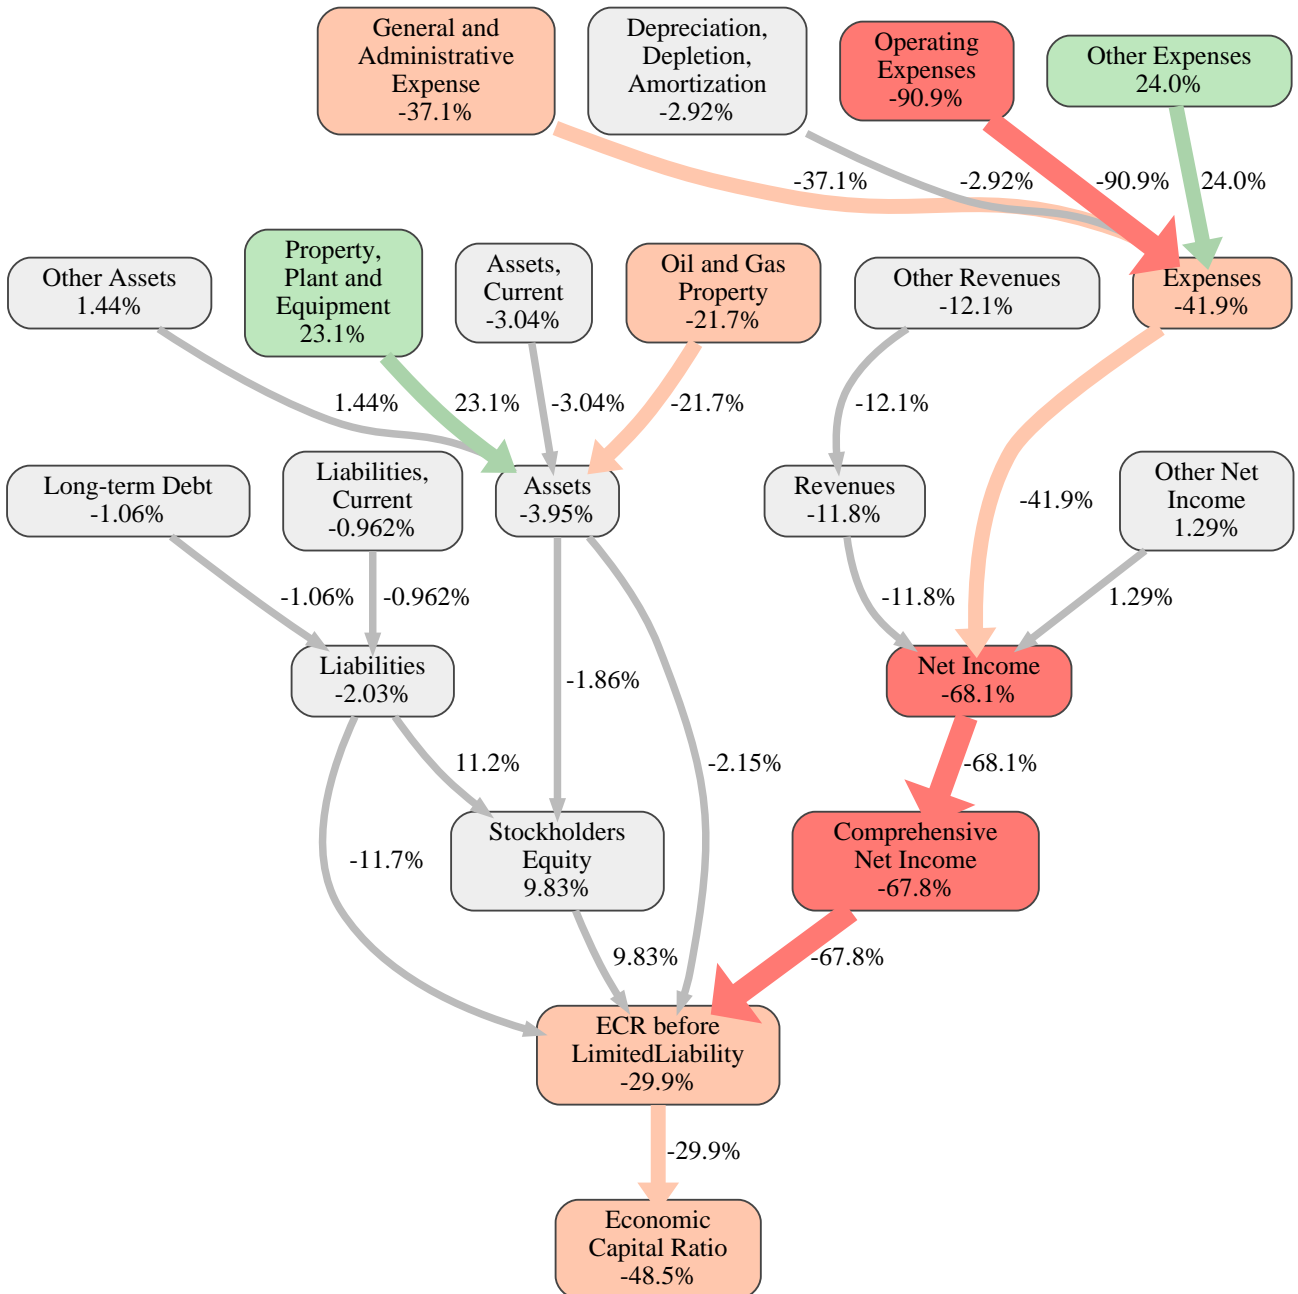 General and
Administrative
Expense
-37.1%
Depreciation,
Depletion,
Amortization
-2.92%
Operating
Expenses
-90.9%
Other Expenses
24.0%
-37.1%
-2.92%
-90.9%
24.0%
Other Assets
1.44%
Property,
Plant and
Equipment
23.1%
Assets,
Current
-3.04%
Oil and Gas
Property
-21.7%
Other Revenues
-12.1%
Expenses
-41.9%
1.44%
23.1%
-3.04%
-21.7%
-12.1%
Long-term Debt
-1.06%
Liabilities,
Current
-0.962%
Assets
-3.95%
Revenues
-11.8%
-41.9%
Other Net
Income
1.29%
-1.06%
-0.962%
-11.8%
1.29%
Liabilities
-2.03%
-1.86%
Net Income
-68.1%
11.2%
-2.15%
-68.1%
-11.7%
Stockholders
Equity
9.83%
Comprehensive
Net Income
-67.8%
9.83%
-67.8%
ECR before
LimitedLiability
-29.9%
-29.9%
Economic
Capital Ratio
-48.5%